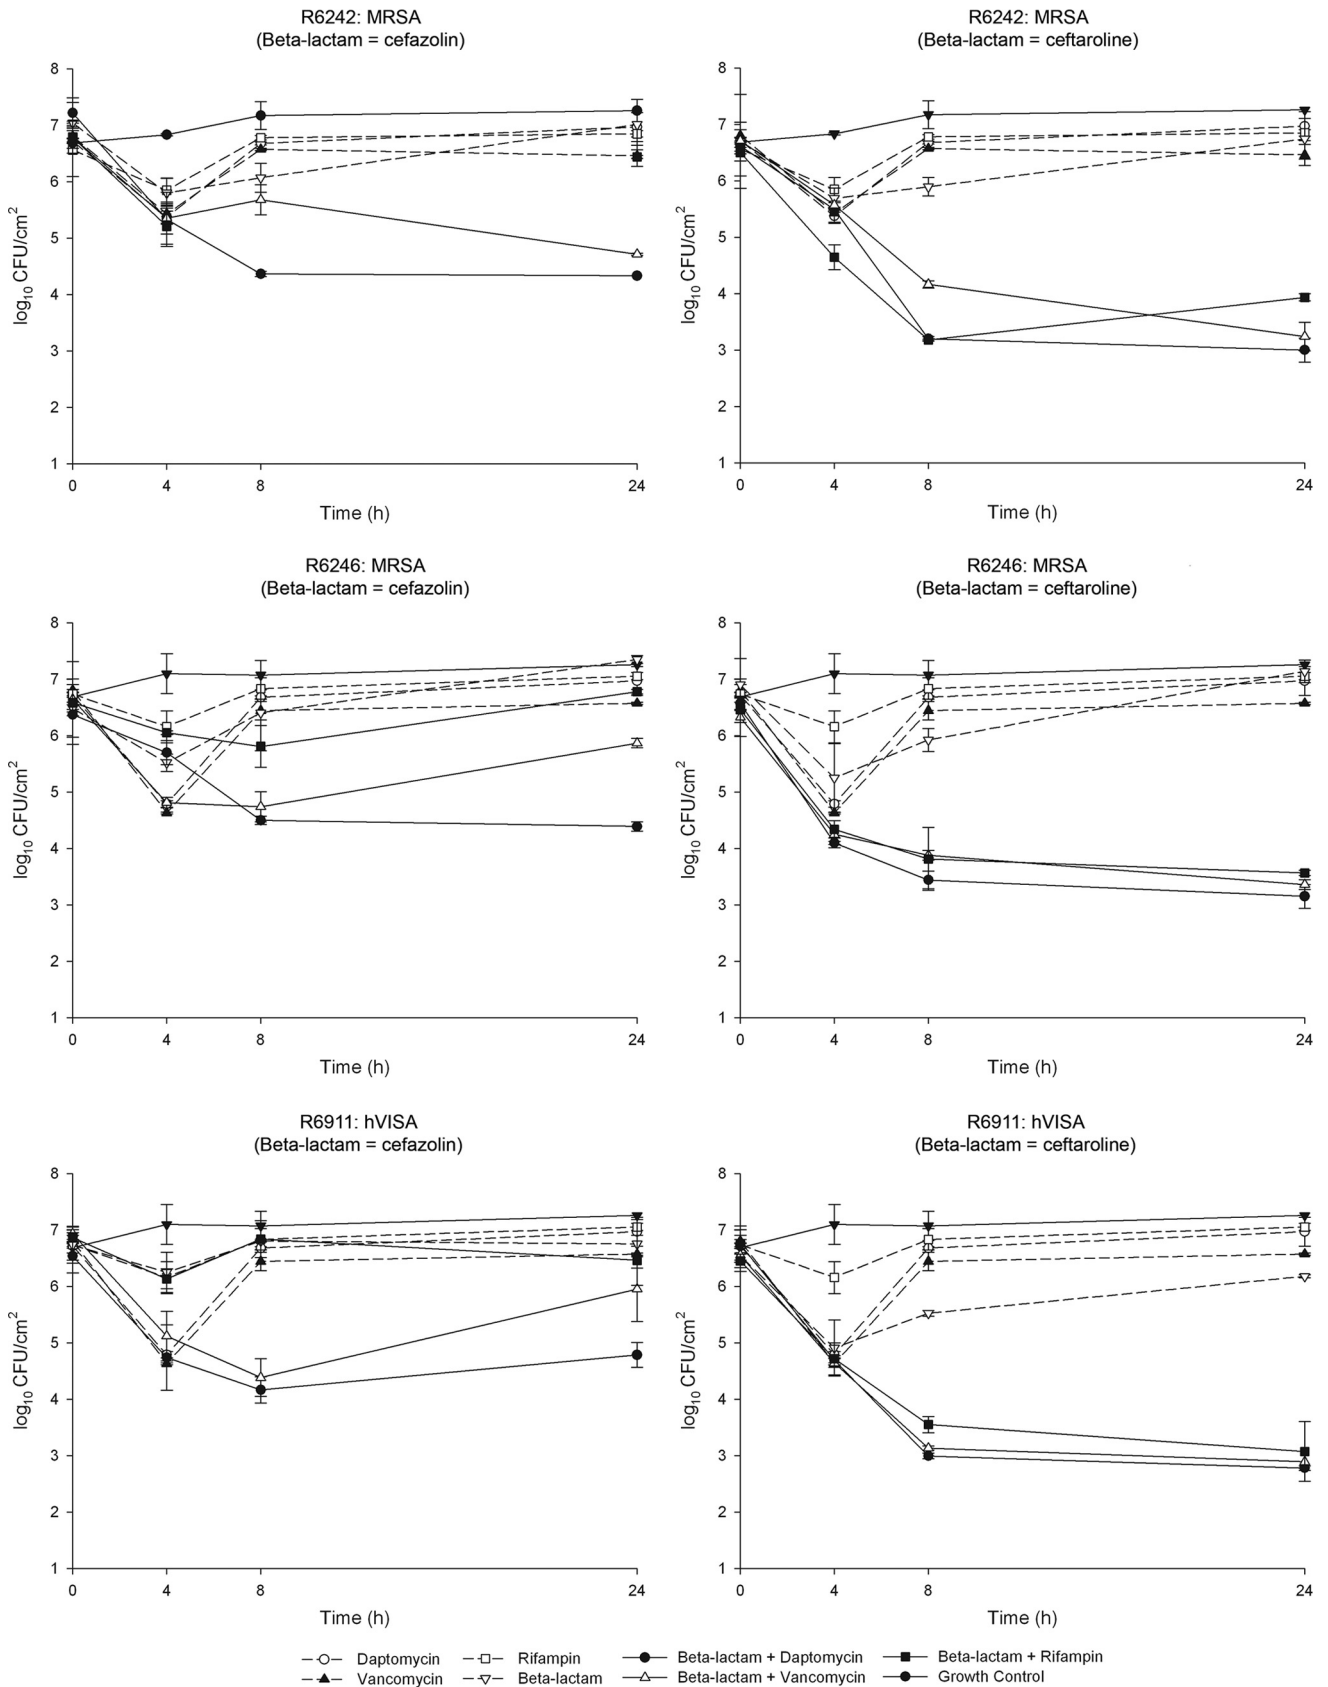 R6242: MRSA
(Beta-lactam = cefazolin)
8
7
6
5
4
3
2
1
log10 CFU/cm2
0 4 8 24
Time (h)
R6242: MRSA
(Beta-lactam = ceftaroline)
8
7
6
5
4
3
2
1
log10 CFU/cm2
0 4 8 24
Time (h)
R6246: MRSA
(Beta-lactam = cefazolin)
8
7
6
5
4
3
2
1
log10 CFU/cm2
0 4 8 24
Time (h)
R6246: MRSA
(Beta-lactam = ceftaroline)
8
7
6
5
4
3
2
1
log10 CFU/cm2
0 4 8 24
Time (h)
R6911: hVISA
(Beta-lactam = cefazolin)
8
7
6
5
4
3
2
1
log10 CFU/cm2
0 4 8 24
Time (h)
R6911: hVISA
(Beta-lactam = ceftaroline)
8
7
6
5
4
3
2
1
log10 CFU/cm2
0 4 8 24
Time (h)
Daptomycin Rifampin Beta-lactam + Daptomycin Beta-lactam + Rifampin
Vancomycin Beta-lactam Beta-lactam + Vancomycin Growth Control